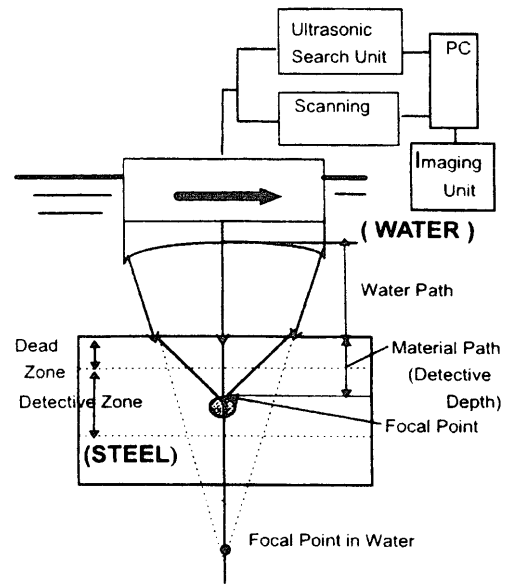 Ultrasonic
Search Unit
PC
Scanning
Imaging
Unit
( WATER )
Water Path
Dead
Zone
Material Path
(Detective
Depth)
Detective Zone
Focal Point
(STEEL)
Focal Point in Water